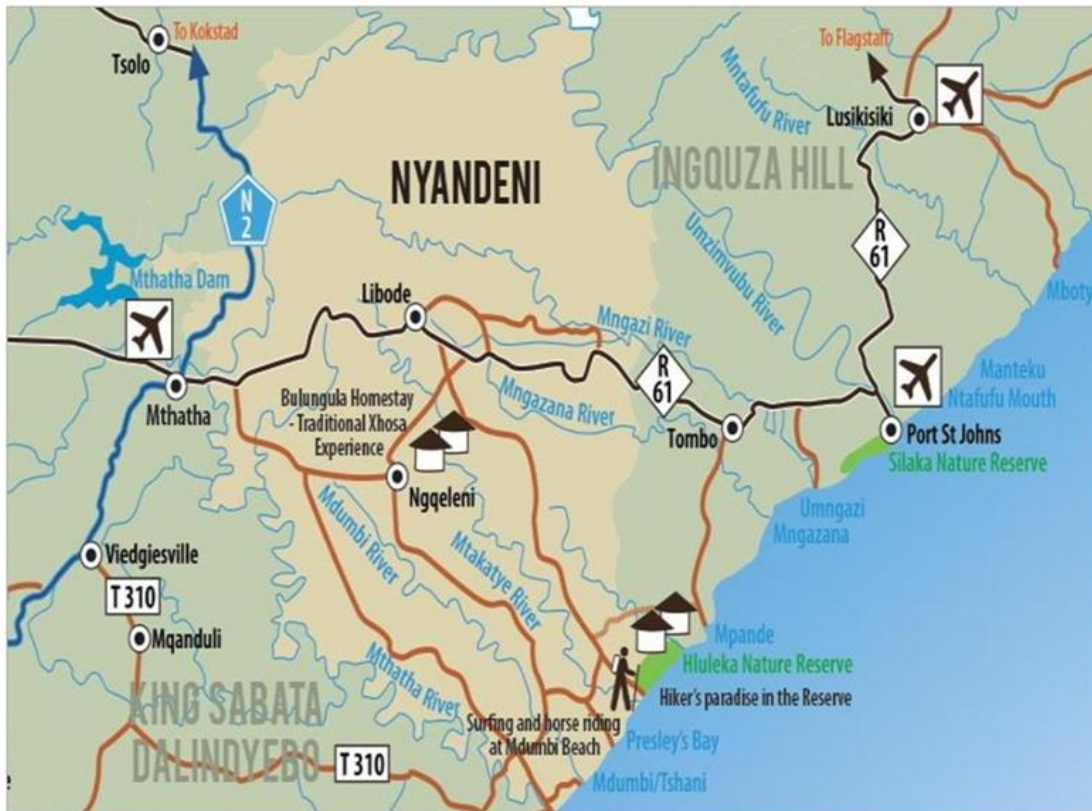 To Kokstad
Tsolo
N
2
Mthatha Dam
Mthatha
NYANDENI
Libode
INGQUZA HILL
Mntafufu River
To Flagstaff
Lusikisiki
R
61
Umzimvubu River
Mboty
Mngazi River
R
61
Mngazana River
Manteku
Ntafufu Mouth
Port St Johns
Silaka Nature Reserve
Tombo
Bulungula Homestay
- Traditional Xhosa
Experience
Ngqeleni
Umngazi
Mngazana
Mdumbi River
Mtakatye River
Viedgiesville
T 310
Mqanduli
Mthatha River
Mpande
Hluleka Nature Reserve
Hiker's paradise in the Reserve
KING SABATA
DALINDYEBO
T 310
Surfing and horse riding
at Mdumbi Beach
Presley's Bay
Mdumbi/Tshani
e